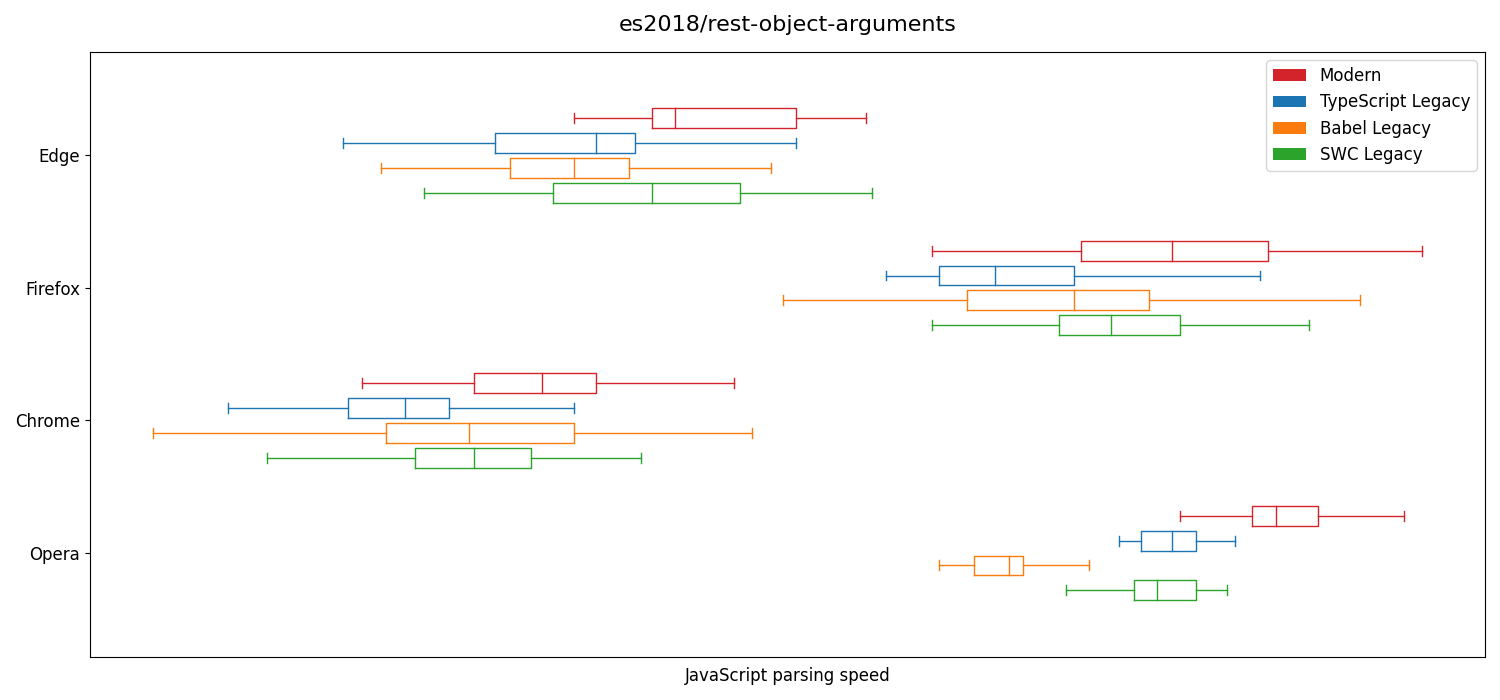 es2018/rest-object-arguments
Modern
TypeScript Legacy
Babel Legacy
SWC Legacy
Edge
Firefox
Chrome
Opera
JavaScript parsing speed